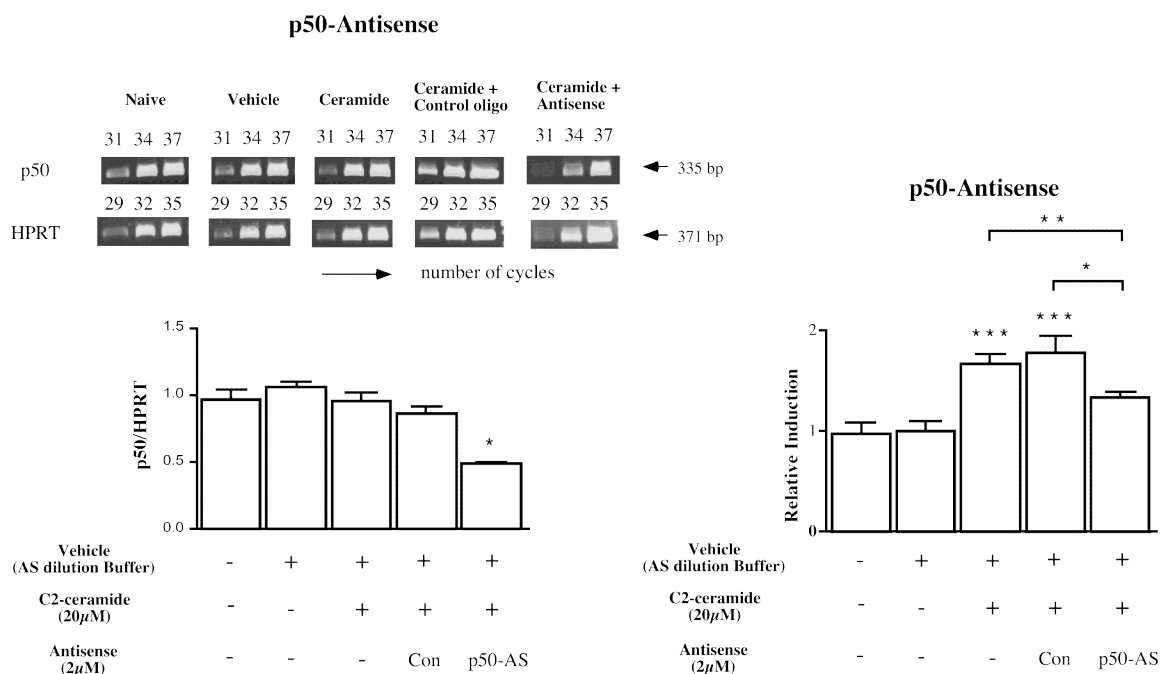 p50-Antisense
Naive Vehicle Ceramide Ceramide + Control oligo Ceramide + Antisense
31 34 37 31 34 37 31 34 37 31 34 37 31 34 37
p50 335 bp
29 32 35 29 32 35 29 32 35 29 32 35 29 32 35
HPRT 371 bp
number of cycles
1.5
1.0
0.5
0.0
p50/HPRT
*
Vehicle
(AS dilution Buffer) - + + + +
C2-ceramide
(20µM) - - + + +
Antisense
(2µM) - - - Con p50-AS
p50-Antisense
* *
*
* * * * * *
2
1
0
Relative Induction
Vehicle
(AS dilution Buffer) - + + + +
C2-ceramide
(20µM) - - + + +
Antisense
(2µM) - - - Con p50-AS